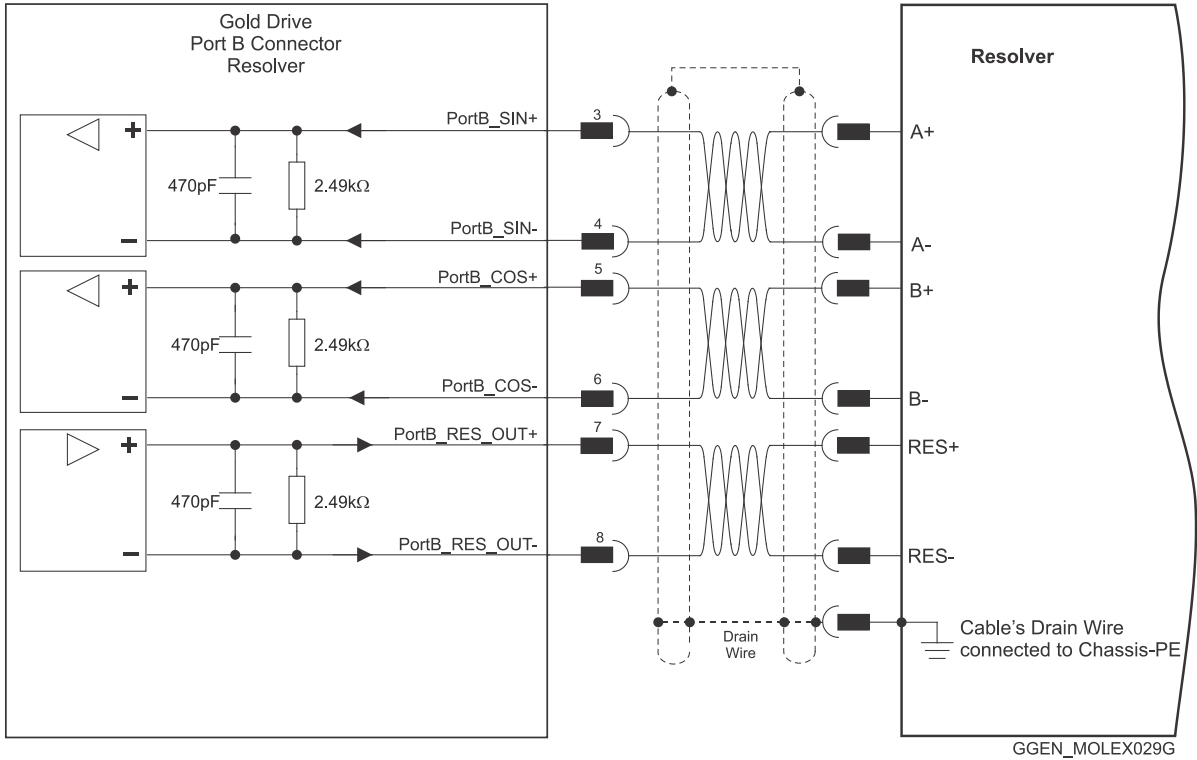 Gold Drive
Port B Connector
Resolver
Resolver
+
PortB_SIN+
3
A+
470pF
2.49kΩ
−
PortB_SIN-
4
A-
+
PortB_COS+
5
B+
470pF
2.49kΩ
−
PortB_COS-
6
B-
+
PortB_RES_OUT+
7
RES+
470pF
2.49kΩ
−
PortB_RES_OUT-
8
RES-
Drain
Wire
Cable's Drain Wire
connected to Chassis-PE
GGEN_MOLEX029G